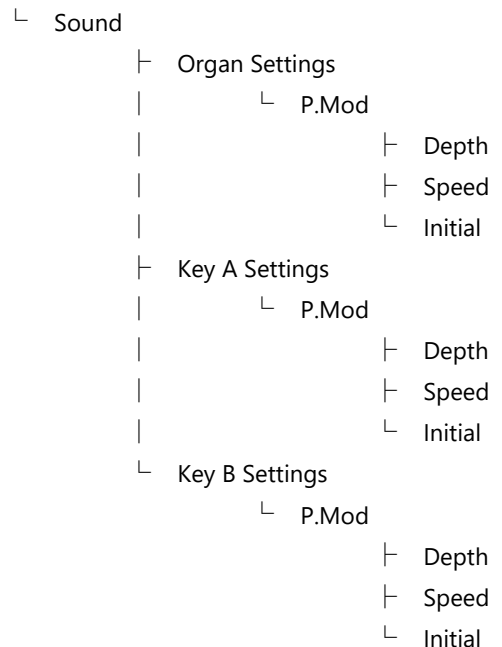 └ Sound
├ Organ Settings
│ └ P.Mod
│ ├ Depth
│ ├ Speed
│ └ Initial
├ Key A Settings
│ └ P.Mod
│ ├ Depth
│ ├ Speed
│ └ Initial
└ Key B Settings
└ P.Mod
├ Depth
├ Speed
└ Initial